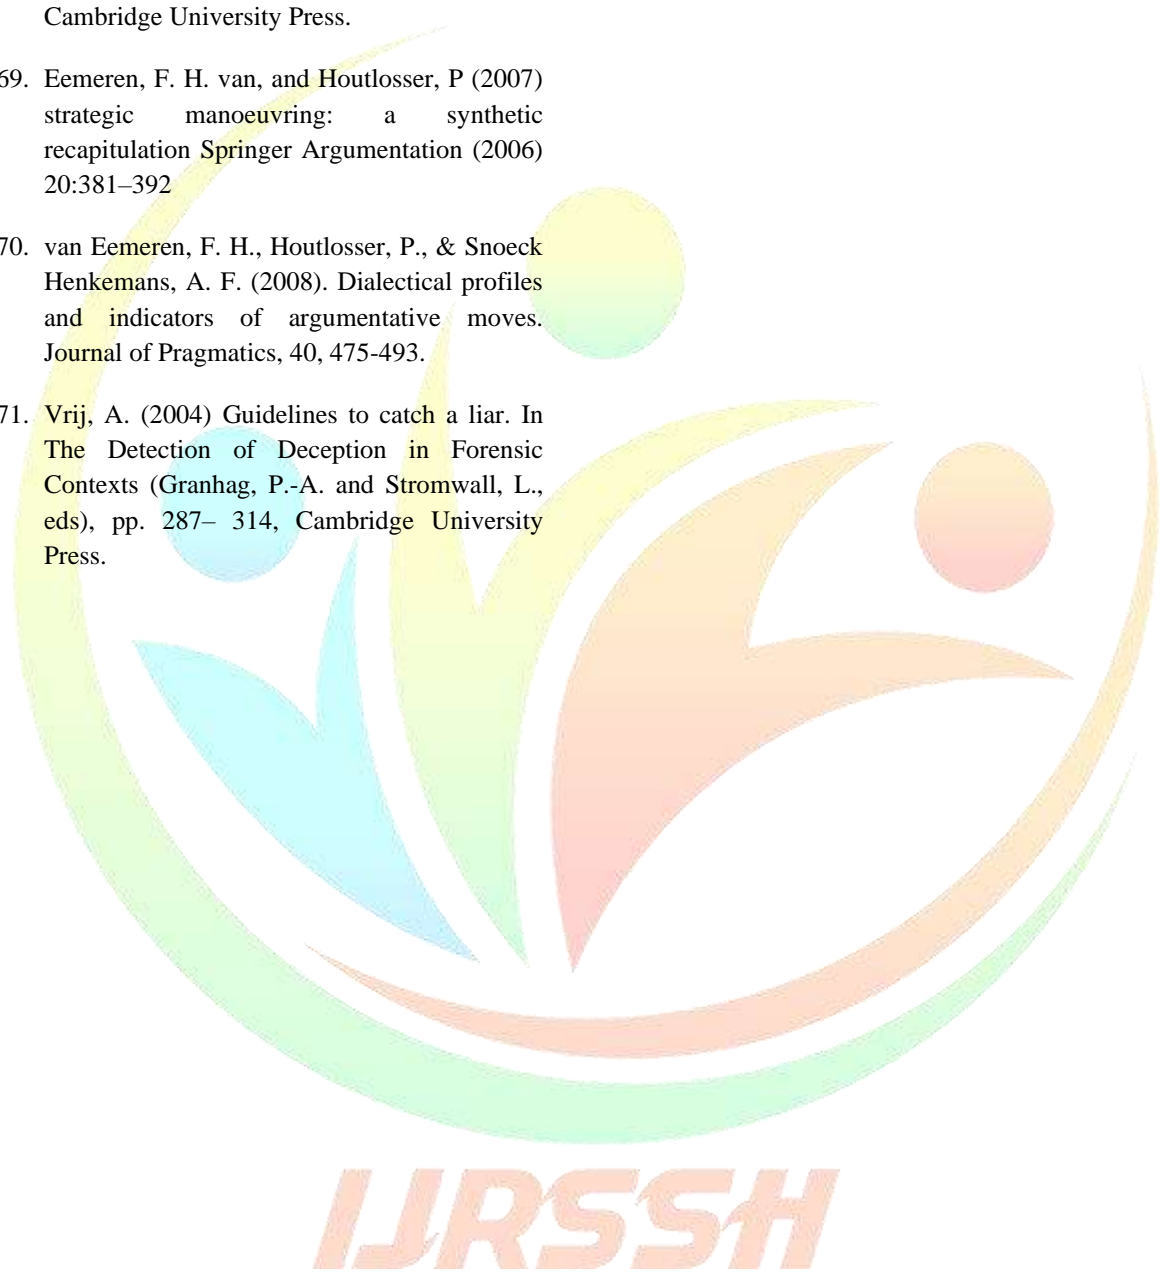 Cambridge University Press.
69. Eemeren, F. H. van, and Houtlosser, P (2007)
strategic manoeuvring: a synthetic
recapitulation Springer Argumentation (2006)
20:381–392
70. van Eemeren, F. H., Houtlosser, P., & Snoeck
Henkemans, A. F. (2008). Dialectical profiles
and indicators of argumentative moves.
Journal of Pragmatics, 40, 475-493.
71. Vrij, A. (2004) Guidelines to catch a liar. In
The Detection of Deception in Forensic
Contexts (Granhag, P.-A. and Stromwall, L.,
eds), pp. 287– 314, Cambridge University
Press.
IJRSSH